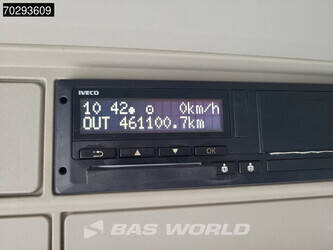 70293609
IVECO
10 42 0km/h
OUT 461100.7km
OK
BAS WORLD